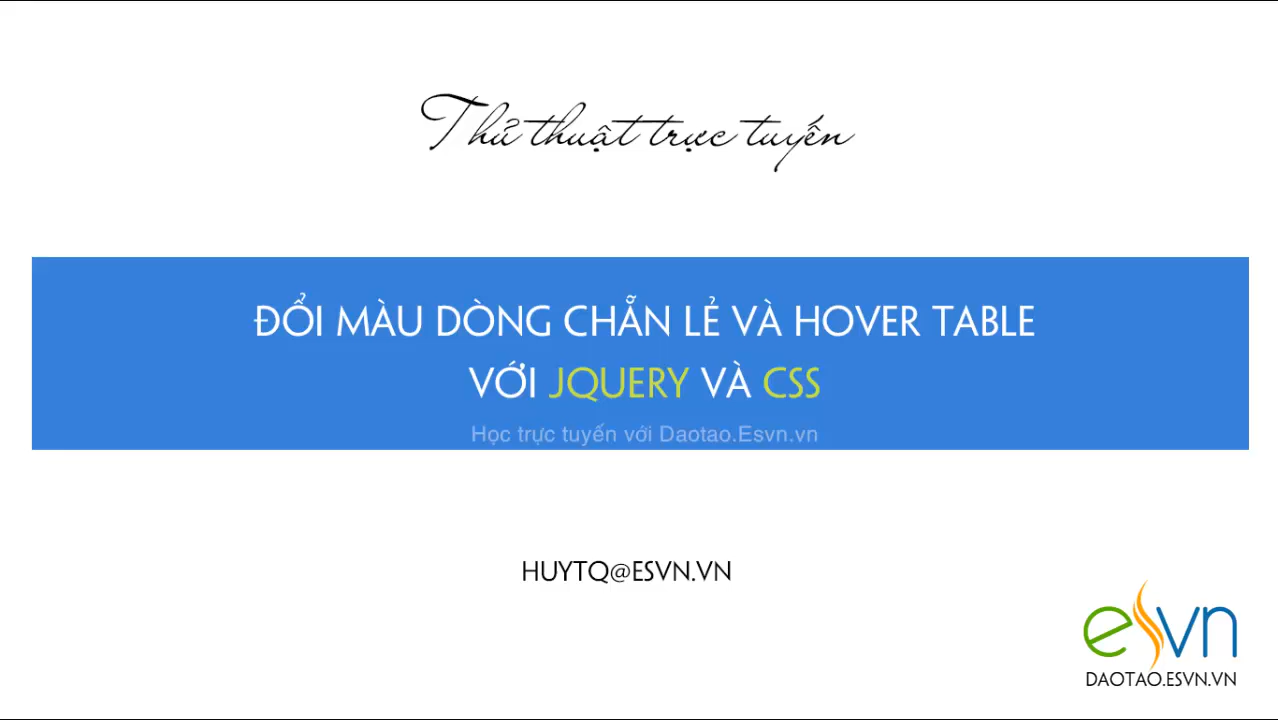 Thủ thuật trực tuyến
ĐỔI MÀU DÒNG CHẴN LẺ VÀ HOVER TABLE
VỚI JQUERY VÀ CSS
Học trực tuyến với Daotao.Esvn.vn
HUYTQ@ESVN.VN
esvn
DAOTAO.ESVN.VN